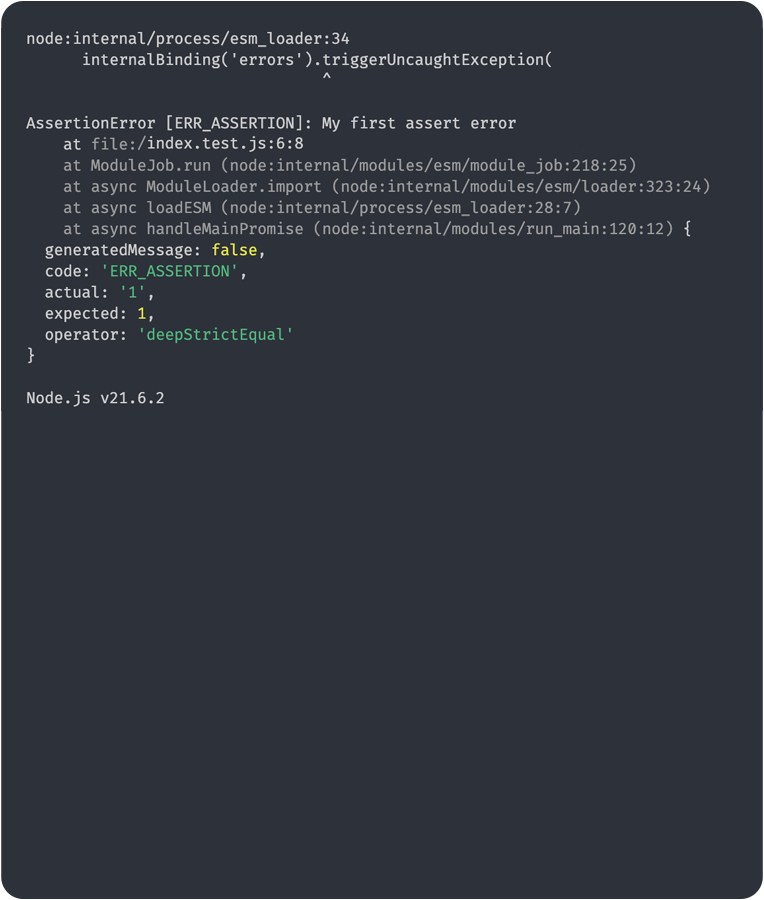 node:internal/process/esm_loader:34
      internalBinding('errors').triggerUncaughtException(
                                ^
AssertionError [ERR_ASSERTION]: My first assert error
    at file:/index.test.js:6:8
    at ModuleJob.run (node:internal/modules/esm/module_job:218:25)
    at async ModuleLoader.import (node:internal/modules/esm/loader:323:24)
    at async loadESM (node:internal/process/esm_loader:28:7)
    at async handleMainPromise (node:internal/modules/run_main:120:12) {
  generatedMessage: false,
  code: 'ERR_ASSERTION',
  actual: '1',
  expected: 1,
  operator: 'deepStrictEqual'
}
Node.js v21.6.2